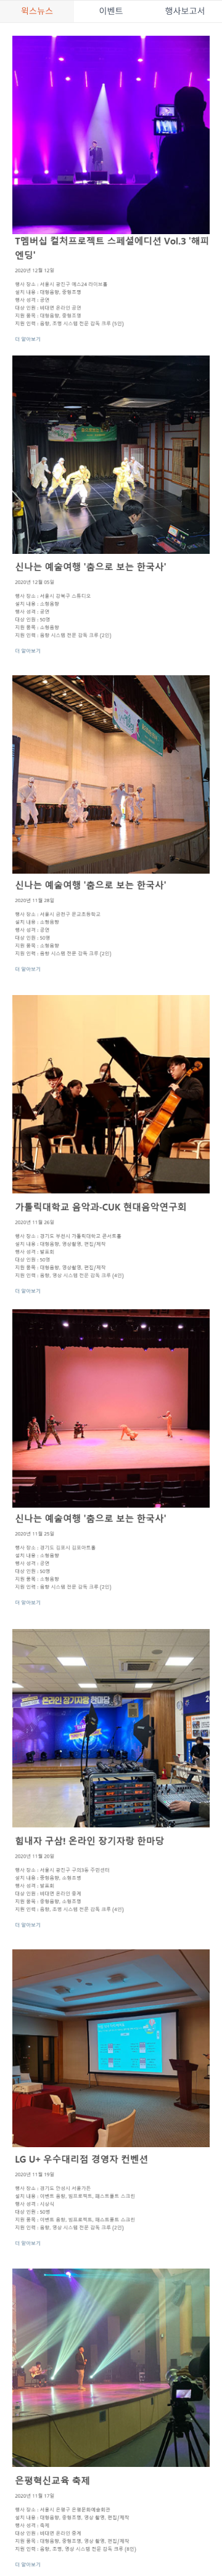 윅스뉴스 이벤트 행사보고서
T멤버십 컬처프로젝트 스페셜에디션 Vol.3 '해피
엔딩'
2020년 12월 12일
행사 장소 : 서울시 광진구 예스24 라이브홀
설치 내용 : 대형음향, 중형조명
행사 성격 : 공연
대상 인원 : 비대면 온라인 공연
지원 품목 : 대형음향, 중형조명
지원 인력 : 음향, 조명 시스템 전문 감독 크루 (5인)
더 알아보기
신나는 예술여행 '춤으로 보는 한국사'
2020년 12월 05일
행사 장소 : 서울시 강북구 스튜디오
설치 내용 : 소형음향
행사 성격 : 공연
대상 인원 : 50명
지원 품목 : 소형음향
지원 인력 : 음향 시스템 전문 감독 크루 (2인)
더 알아보기
신나는 예술여행 '춤으로 보는 한국사'
2020년 11월 28일
행사 장소 : 서울시 금천구 문교초등학교
설치 내용 : 소형음향
행사 성격 : 공연
대상 인원 : 50명
지원 품목 : 소형음향
지원 인력 : 음향 시스템 전문 감독 크루 (2인)
더 알아보기
가톨릭대학교 음악과-CUK 현대음악연구회
2020년 11월 26일
행사 장소 : 경기도 부천시 가톨릭대학교 콘서트홀
설치 내용 : 대형음향, 영상촬영, 편집/제작
행사 성격 : 발표회
대상 인원 : 50명
지원 품목 : 대형음향, 영상촬영, 편집/제작
지원 인력 : 음향, 영상 시스템 전문 감독 크루 (4인)
더 알아보기
신나는 예술여행 '춤으로 보는 한국사'
2020년 11월 25일
행사 장소 : 경기도 김포시 김포아트홀
설치 내용 : 소형음향
행사 성격 : 공연
대상 인원 : 50명
지원 품목 : 소형음향
지원 인력 : 음향 시스템 전문 감독 크루 (2인)
더 알아보기
온라인 장기자랑 한마당
힘내자 구삼! 온라인 장기자랑 한마당
2020년 11월 20일
행사 장소 : 서울시 광진구 구의3동 주민센터
설치 내용 : 중형음향, 소형조명
행사 성격 : 발표회
대상 인원 : 비대면 온라인 중계
지원 품목 : 중형음향, 소형조명
지원 인력 : 음향, 조명 시스템 전문 감독 크루 (4인)
더 알아보기
LG U+ 우수대리점 경영자 컨벤션
2020년 11월 19일
행사 장소 : 경기도 안성시 서울가든
설치 내용 : 이벤트 음향, 빔프로젝트, 패스트폴트 스크린
행사 성격 : 시상식
대상 인원 : 50명
지원 품목 : 이벤트 음향, 빔프로젝트, 패스트폴트 스크린
지원 인력 : 음향, 영상 시스템 전문 감독 크루 (2인)
더 알아보기
은평혁신교육 축제
2020년 11월 17일
행사 장소 : 서울시 은평구 은평문화예술회관
설치 내용 : 대형음향, 중형조명, 영상 촬영, 편집/제작
행사 성격 : 축제
대상 인원 : 비대면 온라인 중계
지원 품목 : 대형음향, 중형조명, 영상 촬영, 편집/제작
지원 인력 : 음향, 조명, 영상 시스템 전문 감독 크루 (8인)
더 알아보기